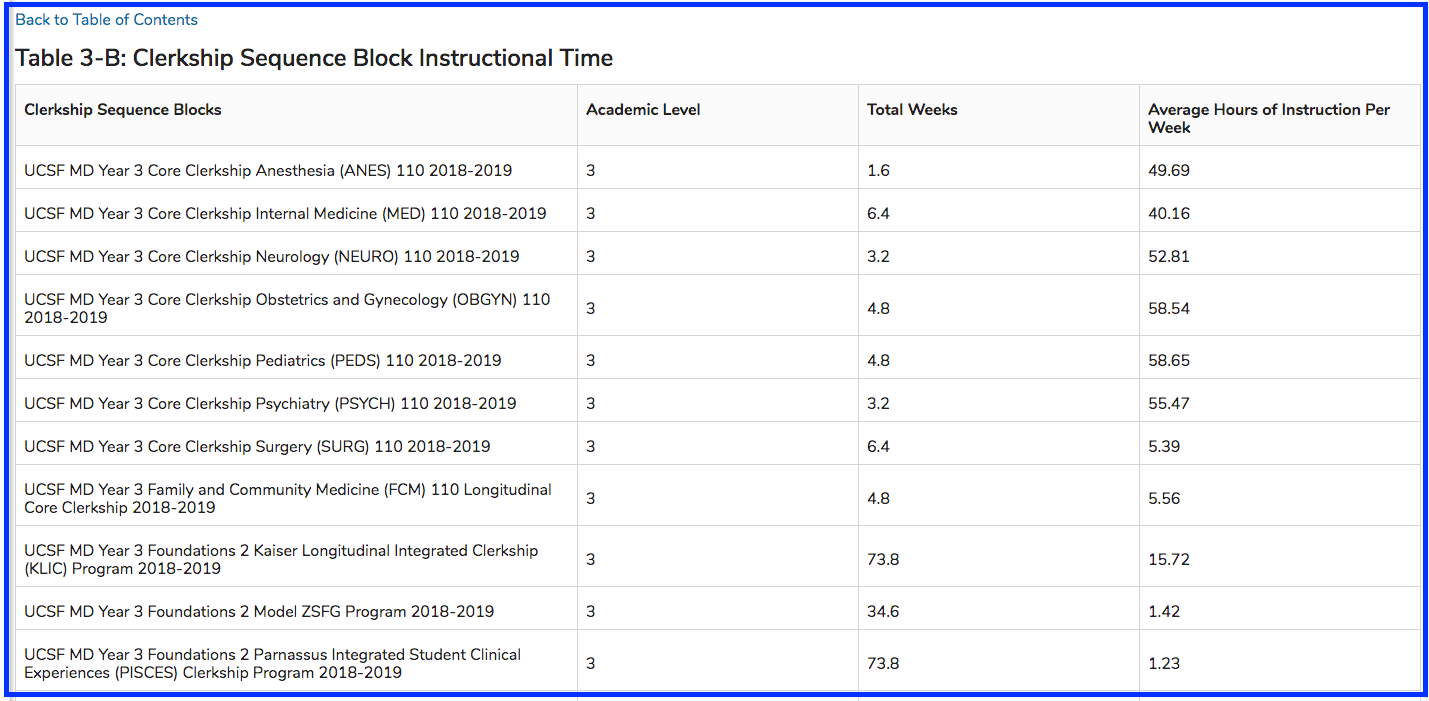 Back to Table of Contents
Table 3-B: Clerkship Sequence Block Instructional Time
Clerkship Sequence Blocks Academic Level Total Weeks Average Hours of Instruction Per
Week
UCSF MD Year 3 Core Clerkship Anesthesia (ANES) 110 2018-2019 3 1.6 49.69
UCSF MD Year 3 Core Clerkship Internal Medicine (MED) 110 2018-2019 3 6.4 40.16
UCSF MD Year 3 Core Clerkship Neurology (NEURO) 110 2018-2019 3 3.2 52.81
UCSF MD Year 3 Core Clerkship Obstetrics and Gynecology (OBGYN) 110
2018-2019 3 4.8 58.54
UCSF MD Year 3 Core Clerkship Pediatrics (PEDS) 110 2018-2019 3 4.8 58.65
UCSF MD Year 3 Core Clerkship Psychiatry (PSYCH) 110 2018-2019 3 3.2 55.47
UCSF MD Year 3 Core Clerkship Surgery (SURG) 110 2018-2019 3 6.4 5.39
UCSF MD Year 3 Family and Community Medicine (FCM) 110 Longitudinal
Core Clerkship 2018-2019 3 4.8 5.56
UCSF MD Year 3 Foundations 2 Kaiser Longitudinal Integrated Clerkship
(KLIC) Program 2018-2019 3 73.8 15.72
UCSF MD Year 3 Foundations 2 Model ZSFG Program 2018-2019 3 34.6 1.42
UCSF MD Year 3 Foundations 2 Parnassus Integrated Student Clinical
Experiences (PISCES) Clerkship Program 2018-2019 3 73.8 1.23